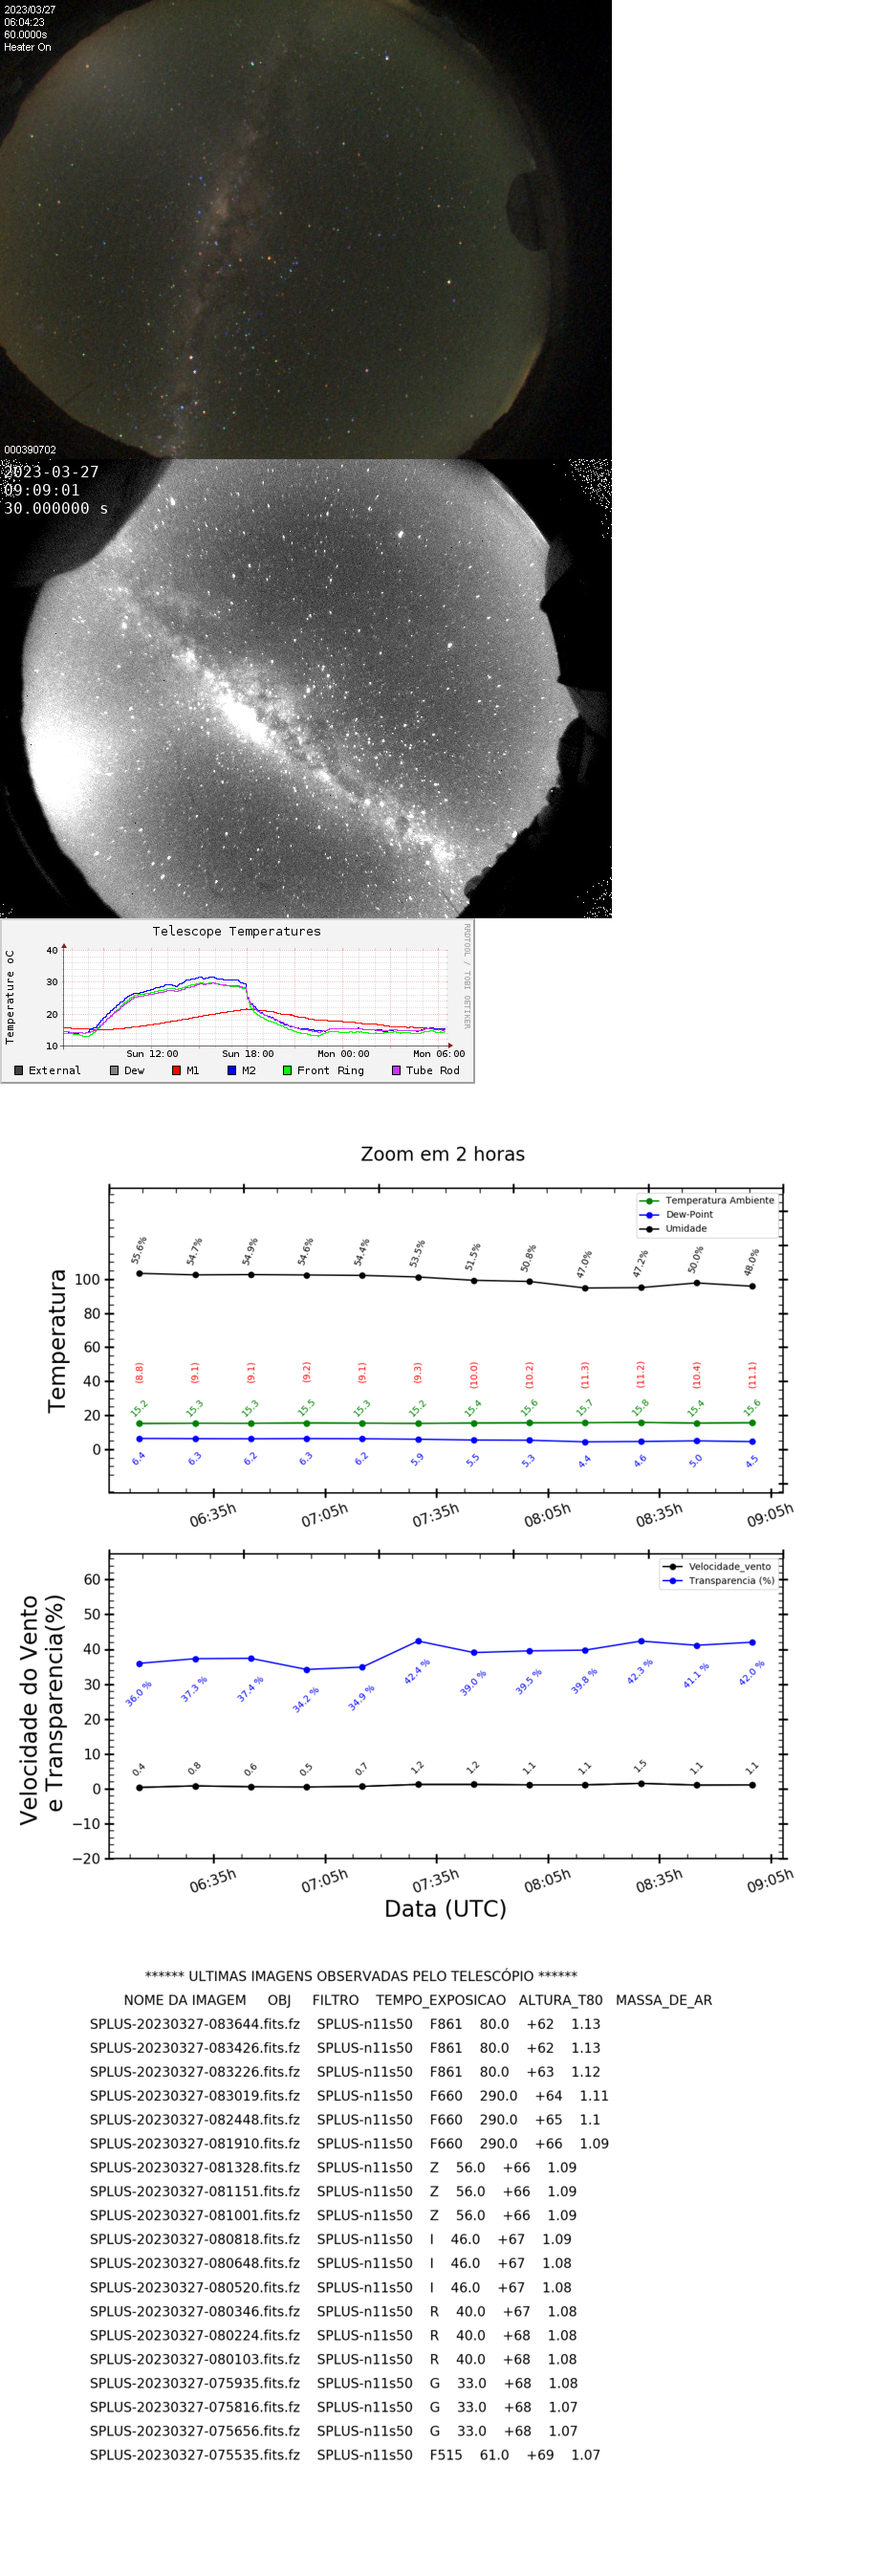 2023/03/27
06:04:23
60.0000s
Heater On
000390702
2023-03-27
09:09:01
30.000000 s
Telescope Temperatures
RRDTOOL / TOBI OETIKER
Temperature oC
40
30
20
10
Sun 12:00 Sun 18:00 Mon 00:00 Mon 06:00
External Dew M1 M2 Front Ring Tube Rod
Zoom em 2 horas
Temperatura Ambiente
Dew-Point
Umidade
Temperatura
100
80
60
40
20
0
55.6% 54.7% 54.9% 54.6% 54.4% 53.5% 51.5% 50.8% 47.0% 47.2% 50.0% 48.0%
(8.8) (9.1) (9.1) (9.2) (9.1) (9.3) (10.0) (10.2) (11.3) (11.2) (10.4) (11.1)
15.2 15.3 15.3 15.5 15.3 15.2 15.4 15.6 15.7 15.8 15.4 15.6
6.4 6.3 6.2 6.3 6.2 5.9 5.5 5.3 4.4 4.6 5.0 4.5
06:35h 07:05h 07:35h 08:05h 08:35h 09:05h
Velocidade_vento
Transparencia (%)
Velocidade do Vento
e Transparencia(%)
60
50
40
30
20
10
0
−10
−20
36.0 % 37.3 % 37.4 % 34.2 % 34.9 % 42.4 % 39.0 % 39.5 % 39.8 % 42.3 % 41.1 % 42.0 %
0.4 0.8 0.6 0.5 0.7 1.2 1.2 1.1 1.1 1.5 1.1 1.1
06:35h 07:05h 07:35h 08:05h 08:35h 09:05h
Data (UTC)
****** ULTIMAS IMAGENS OBSERVADAS PELO TELESCÓPIO ******
NOME DA IMAGEM OBJ FILTRO TEMPO_EXPOSICAO ALTURA_T80 MASSA_DE_AR
SPLUS-20230327-083644.fits.fz SPLUS-n11s50 F861 80.0 +62 1.13
SPLUS-20230327-083426.fits.fz SPLUS-n11s50 F861 80.0 +62 1.13
SPLUS-20230327-083226.fits.fz SPLUS-n11s50 F861 80.0 +63 1.12
SPLUS-20230327-083019.fits.fz SPLUS-n11s50 F660 290.0 +64 1.11
SPLUS-20230327-082448.fits.fz SPLUS-n11s50 F660 290.0 +65 1.1
SPLUS-20230327-081910.fits.fz SPLUS-n11s50 F660 290.0 +66 1.09
SPLUS-20230327-081328.fits.fz SPLUS-n11s50 Z 56.0 +66 1.09
SPLUS-20230327-081151.fits.fz SPLUS-n11s50 Z 56.0 +66 1.09
SPLUS-20230327-081001.fits.fz SPLUS-n11s50 Z 56.0 +66 1.09
SPLUS-20230327-080818.fits.fz SPLUS-n11s50 I 46.0 +67 1.09
SPLUS-20230327-080648.fits.fz SPLUS-n11s50 I 46.0 +67 1.08
SPLUS-20230327-080520.fits.fz SPLUS-n11s50 I 46.0 +67 1.08
SPLUS-20230327-080346.fits.fz SPLUS-n11s50 R 40.0 +67 1.08
SPLUS-20230327-080224.fits.fz SPLUS-n11s50 R 40.0 +68 1.08
SPLUS-20230327-080103.fits.fz SPLUS-n11s50 R 40.0 +68 1.08
SPLUS-20230327-075935.fits.fz SPLUS-n11s50 G 33.0 +68 1.08
SPLUS-20230327-075816.fits.fz SPLUS-n11s50 G 33.0 +68 1.07
SPLUS-20230327-075656.fits.fz SPLUS-n11s50 G 33.0 +68 1.07
SPLUS-20230327-075535.fits.fz SPLUS-n11s50 F515 61.0 +69 1.07